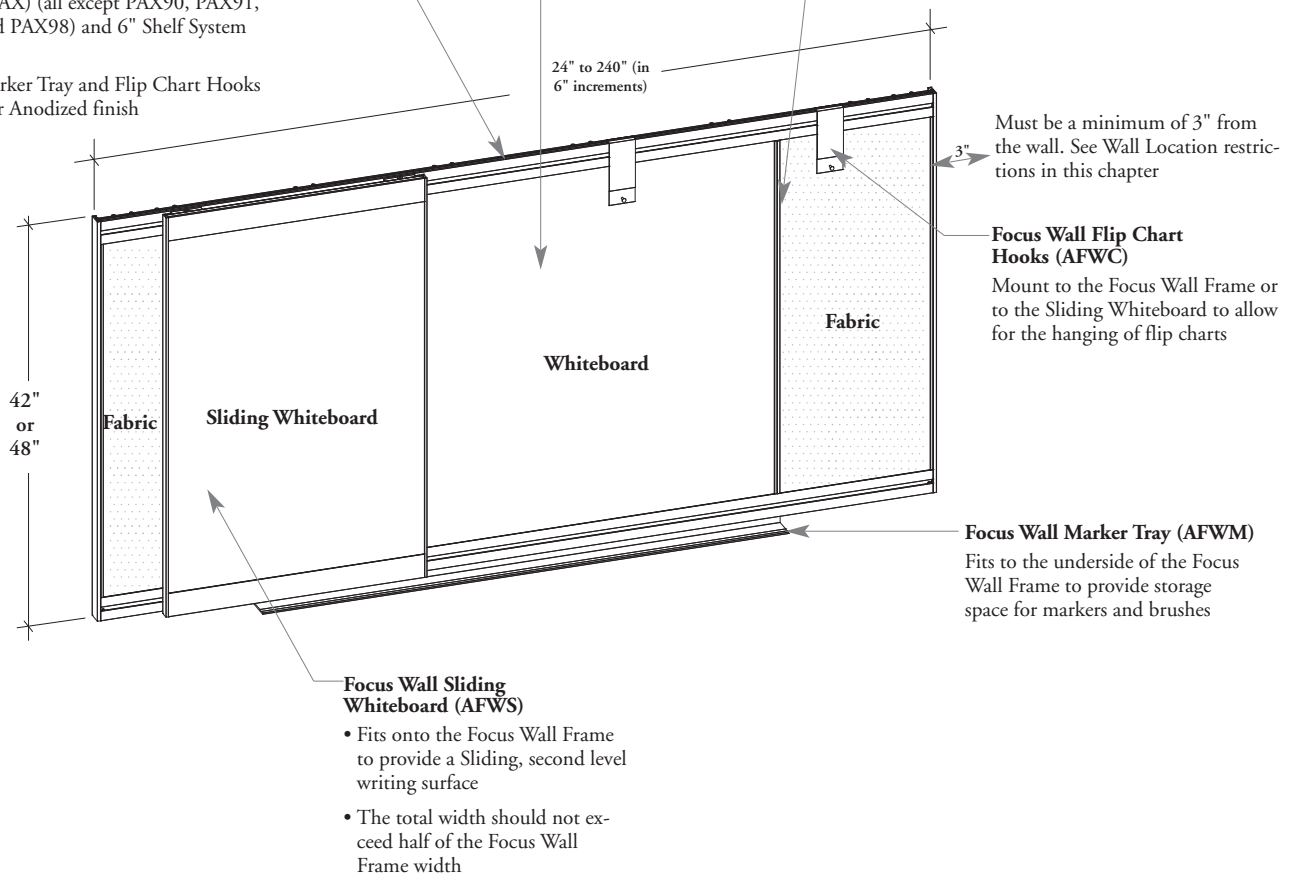 (all except PAX90, PAX91,
PAX98) and 6" Shelf System
Tray and Flip Chart Hooks
Anodized finish
24" to 240" (in
6" increments)
Must be a minimum of 3" from
the wall. See Wall Location restric-
tions in this chapter
3"
Focus Wall Flip Chart
Hooks (AFWC)
Mount to the Focus Wall Frame or
to the Sliding Whiteboard to allow
for the hanging of flip charts
Fabric
Whiteboard
42"
or
48"
Fabric
Sliding Whiteboard
Focus Wall Marker Tray (AFWM)
Fits to the underside of the Focus
Wall Frame to provide storage
space for markers and brushes
Focus Wall Sliding
Whiteboard (AFWS)
• Fits onto the Focus Wall Frame
to provide a Sliding, second level
writing surface
• The total width should not ex-
ceed half of the Focus Wall
Frame width